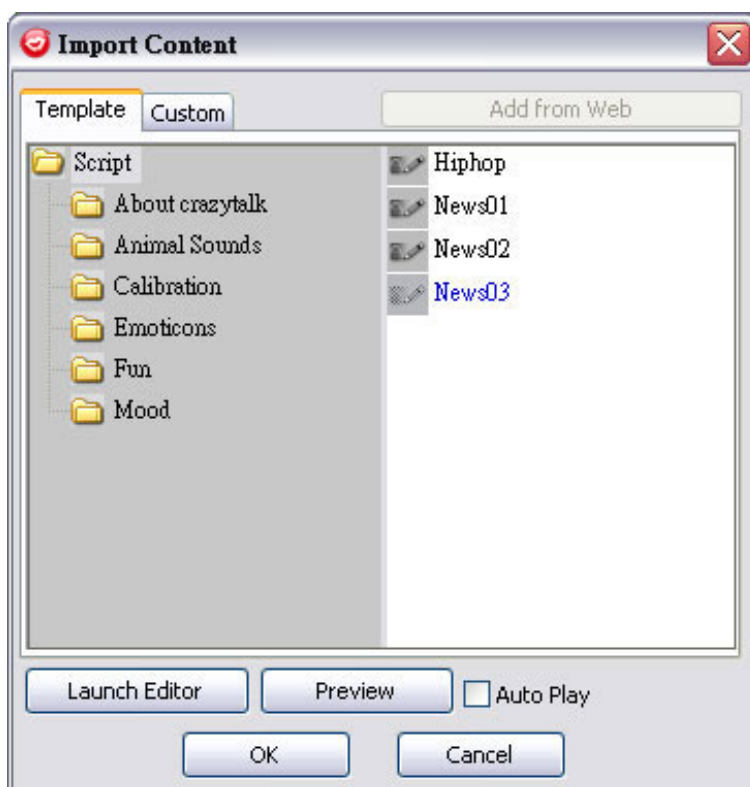 Import Content
Template
Custom
Add from Web
Script
About crazytalk
Animal Sounds
Calibration
Emoticons
Fun
Mood
Hiphop
News01
News02
News03
Launch Editor
Preview
Auto Play
OK
Cancel